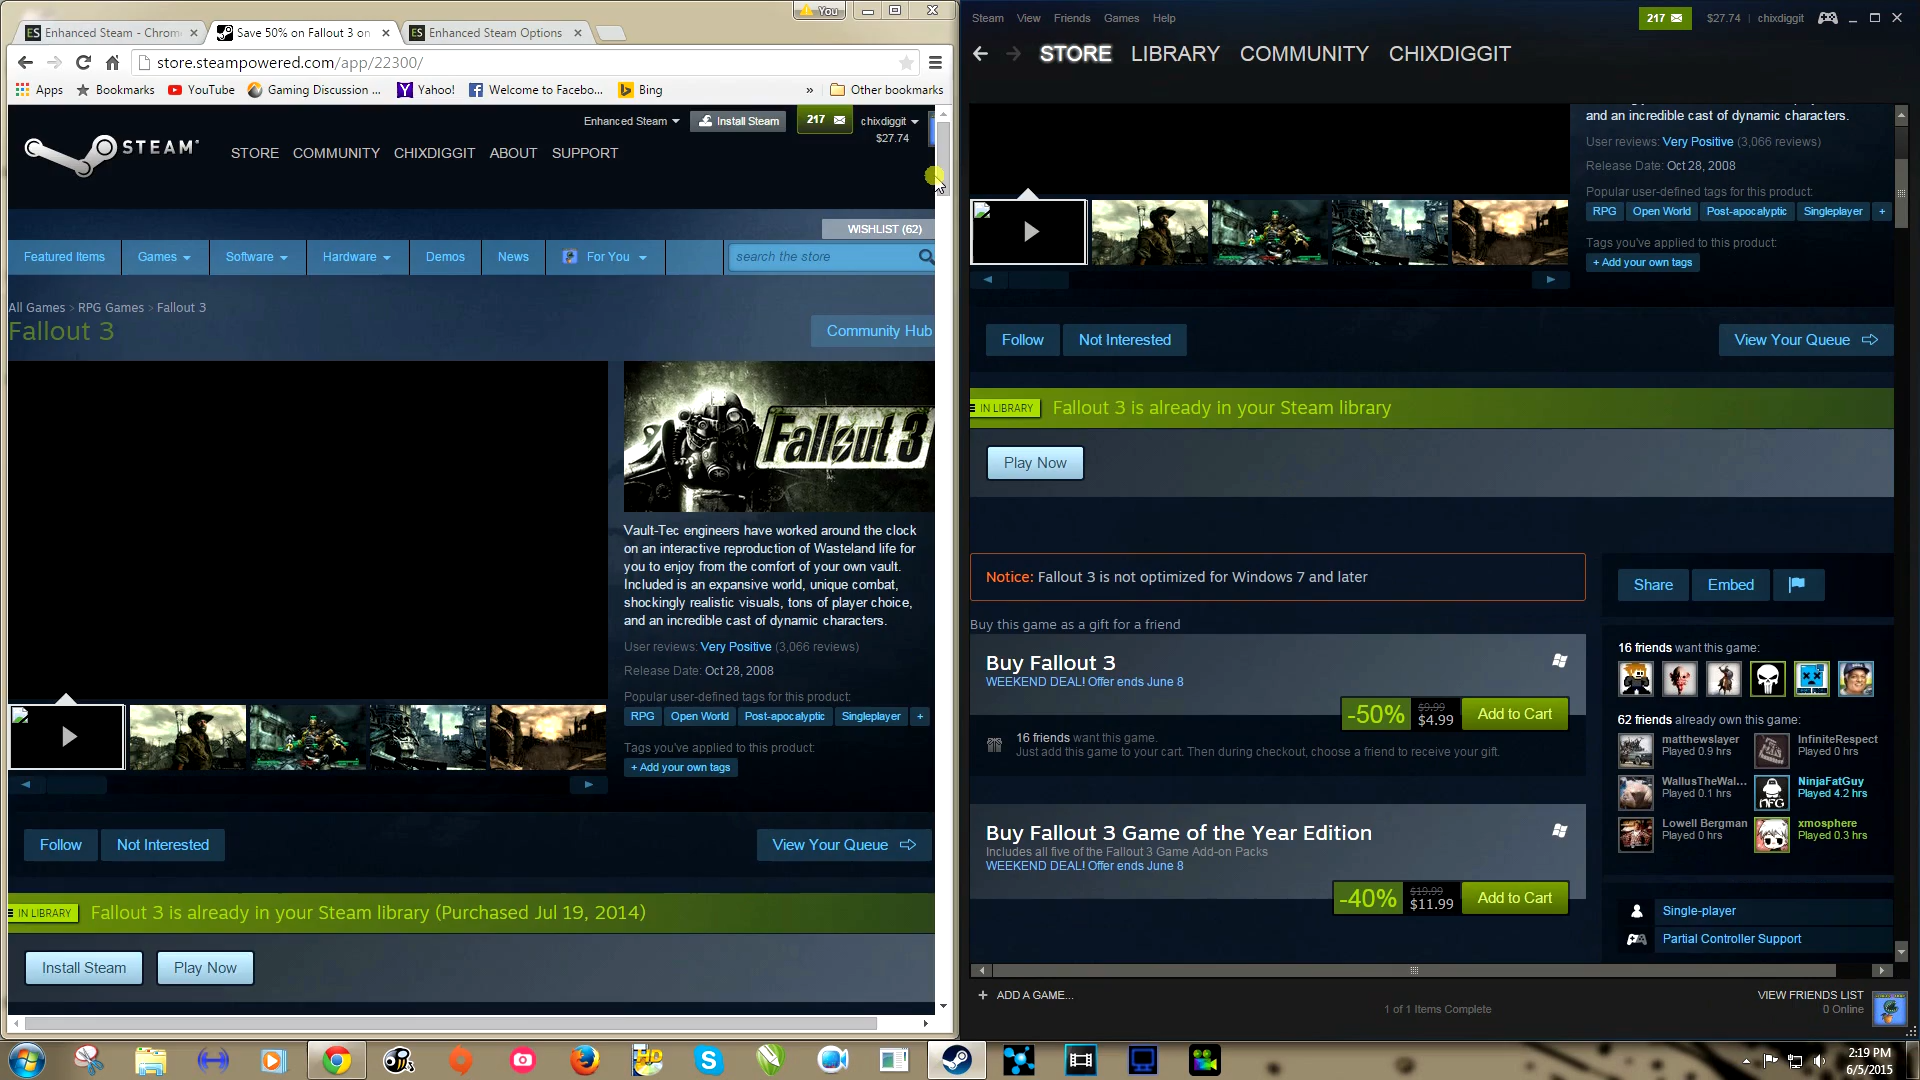 Enhanced Steam - Chrome
Save 50% on Fallout 3 on
Enhanced Steam Options
You
store.steampowered.com/app/22300/
Apps
Bookmarks
YouTube
Gaming Discussion ...
Yahoo!
Welcome to Facebo...
Bing
»
Other bookmarks
Enhanced Steam
Install Steam
217
chixdiggit
$27.74
STEAM
STORE
COMMUNITY
CHIXDIGGIT
ABOUT
SUPPORT
WISHLIST (62)
Featured Items
Games
Software
Hardware
Demos
News
For You
search the store
All Games > RPG Games > Fallout 3
Fallout 3
Community Hub
Fallout 3
Vault-Tec engineers have worked around the clock
on an interactive reproduction of Wasteland life for
you to enjoy from the comfort of your own vault.
Included is an expansive world, unique combat,
shockingly realistic visuals, tons of player choice,
and an incredible cast of dynamic characters.
User reviews: Very Positive (3,066 reviews)
Release Date: Oct 28, 2008
Popular user-defined tags for this product:
RPG
Open World
Post-apocalyptic
Singleplayer
+
Tags you've applied to this product:
+ Add your own tags
Follow
Not Interested
View Your Queue
IN LIBRARY
Fallout 3 is already in your Steam library (Purchased Jul 19, 2014)
Install Steam
Play Now
Steam
View
Friends
Games
Help
217
$27.74
chixdiggit
STORE
LIBRARY
COMMUNITY
CHIXDIGGIT
and an incredible cast of dynamic characters.
User reviews: Very Positive (3,066 reviews)
Release Date: Oct 28, 2008
Popular user-defined tags for this product:
RPG
Open World
Post-apocalyptic
Singleplayer
+
Tags you've applied to this product:
+ Add your own tags
Follow
Not Interested
View Your Queue
IN LIBRARY
Fallout 3 is already in your Steam library
Play Now
Notice: Fallout 3 is not optimized for Windows 7 and later
Share
Embed
Buy this game as a gift for a friend
Buy Fallout 3
WEEKEND DEAL! Offer ends June 8
-50%
$9.99
$4.99
Add to Cart
16 friends want this game.
Just add this game to your cart. Then during checkout, choose a friend to receive your gift.
Buy Fallout 3 Game of the Year Edition
Includes all five of the Fallout 3 Game Add-on Packs
WEEKEND DEAL! Offer ends June 8
-40%
$19.99
$11.99
Add to Cart
16 friends want this game:
62 friends already own this game:
matthewslayer
Played 0.9 hrs
InfiniteRespect
Played 0 hrs
WallusTheWal...
Played 0.1 hrs
NinjaFatGuy
Played 4.2 hrs
Lowell Bergman
Played 0 hrs
xmosphere
Played 0.3 hrs
Single-player
Partial Controller Support
+ ADD A GAME...
1 of 1 Items Complete
VIEW FRIENDS LIST
0 Online
2:19 PM
6/5/2015